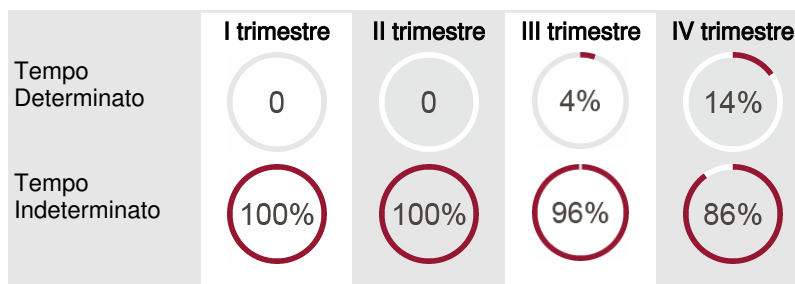 I trimestre II trimestre III trimestre IV trimestre
Tempo
Determinato
0 0 4% 14%
Tempo
Indeterminato
100% 100% 96% 86%